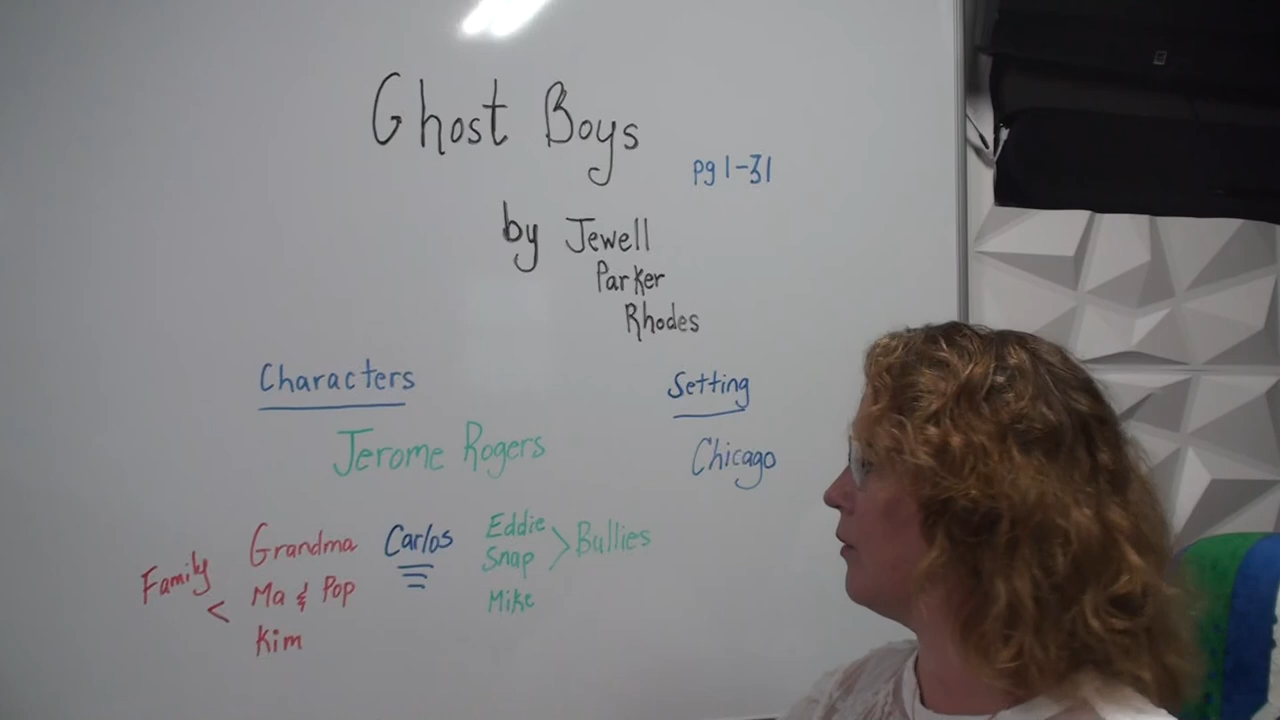 Ghost Boys
pg 1-31
by Jewell
Parker
Rhodes
Characters
Setting
Jerome Rogers
Chicago
Family <
Grandma
Ma & Pop
Kim
Carlos
Eddie
Snap
Mike
> Bullies